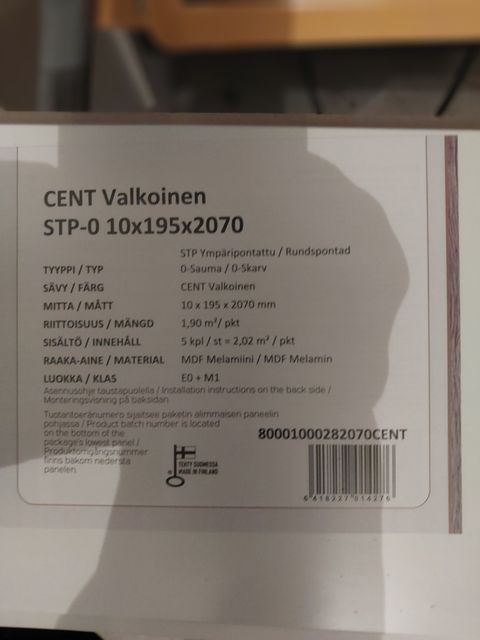 CENT Valkoinen
STP-0 10x195x2070
STP Ympäripontattu / Rundspontad
TYYPPI / TYP 0-Sauma / 0-Skarv
SÄVY / FÄRG CENT Valkoinen
MITTA / MÅTT 10 x 195 x 2070 mm
RIITTOISUUS / MÄNGD 1,90 m²/ pkt
SISÄLTÖ / INNEHÅLL 5 kpl / st = 2,02 m² / pkt
RAAKA-AINE / MATERIAL MDF Melamiini / MDF Melamin
LUOKKA / KLAS E0 + M1
Asennusohje taustapuolella / Installation instructions on the back side /
Monteringsvisning på baksidan
Tuotantoeränumero sijaitsee paketin alimmaisen paneelin
pohjassa / Product batch number is located
on the bottom of the
package's lowest panel /
Produktomgångsnummer
finns bakom nedersta
panelen
80001000282070CENT
TEHTY SUOMESSA
MADE IN FINLAND
6 418227 014276